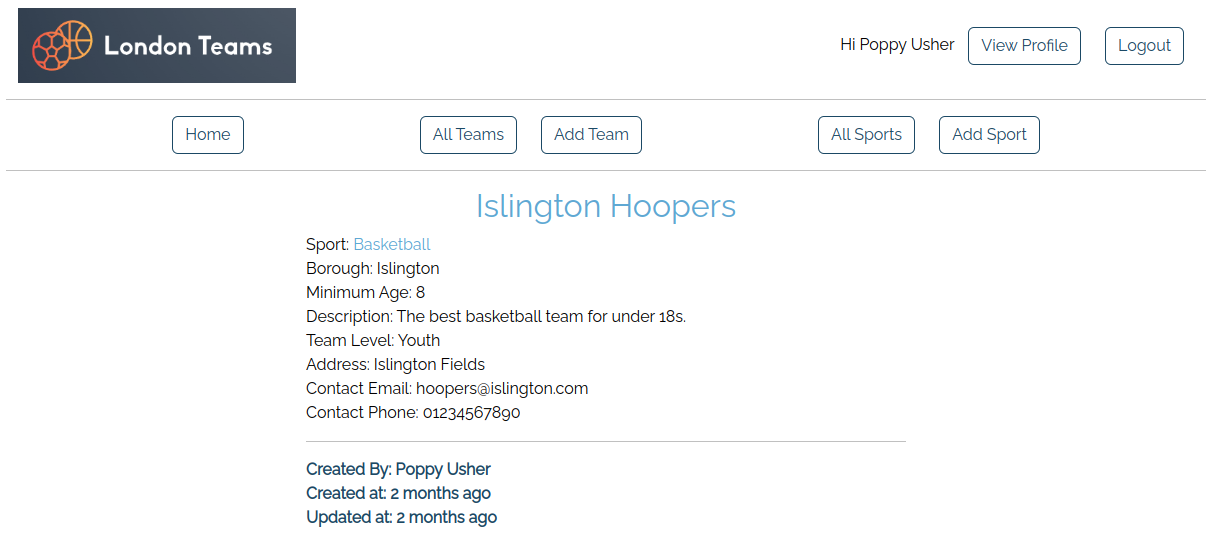 London Teams
Hi Poppy Usher
View Profile
Logout
Home
All Teams
Add Team
All Sports
Add Sport
Islington Hoopers
Sport: Basketball
Borough: Islington
Minimum Age: 8
Description: The best basketball team for under 18s.
Team Level: Youth
Address: Islington Fields
Contact Email: hoopers@islington.com
Contact Phone: 01234567890
Created By: Poppy Usher
Created at: 2 months ago
Updated at: 2 months ago